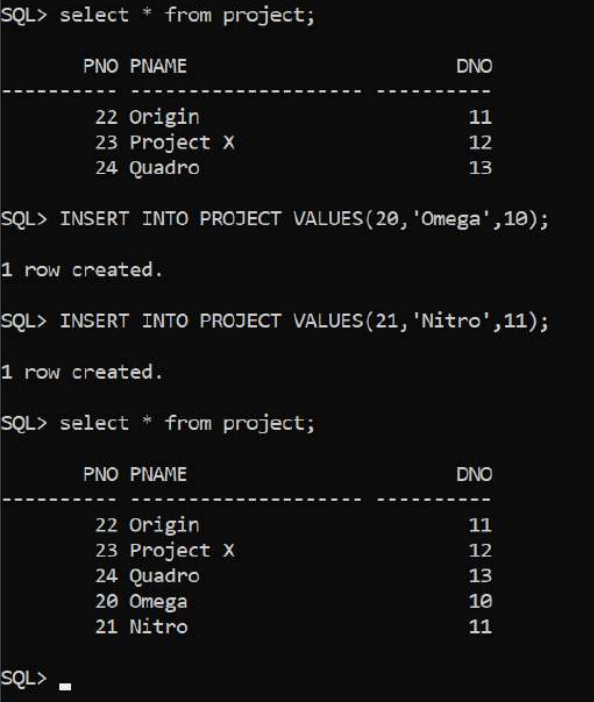 SQL> select * from project;
PNO PNAME DNO
---------- -------------------- ----------
22 Origin 11
23 Project X 12
24 Quadro 13
SQL> INSERT INTO PROJECT VALUES(20,'Omega',10);
1 row created.
SQL> INSERT INTO PROJECT VALUES(21,'Nitro',11);
1 row created.
SQL> select * from project;
PNO PNAME DNO
---------- -------------------- ----------
22 Origin 11
23 Project X 12
24 Quadro 13
20 Omega 10
21 Nitro 11
SQL>